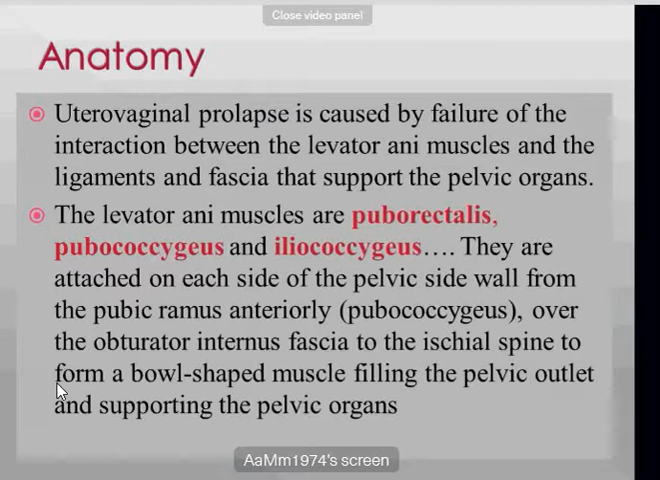 Close video panel
Anatomy
Uterovaginal prolapse is caused by failure of the
interaction between the levator ani muscles and the
ligaments and fascia that support the pelvic organs.
The levator ani muscles are puborectalis,
pubococcygeus and iliococcygeus…. They are
attached on each side of the pelvic side wall from
the pubic ramus anteriorly (pubococcygeus), over
the obturator internus fascia to the ischial spine to
form a bowl-shaped muscle filling the pelvic outlet
and supporting the pelvic organs
AaMm1974's screen